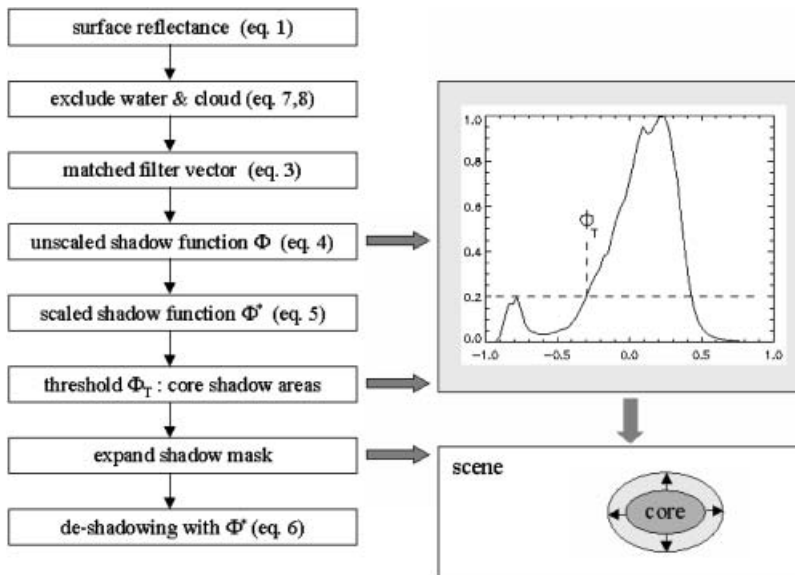 surface reflectance (eq. 1)
exclude water & cloud (eq. 7,8)
matched filter vector (eq. 3)
unscaled shadow function Φ (eq. 4)
scaled shadow function Φ* (eq. 5)
threshold Φ_T : core shadow areas
expand shadow mask
de-shadowing with Φ* (eq. 6)
1.0
0.8
0.6
0.4
0.2
0.0
Φ_T
-1.0 -0.5 0.0 0.5 1.0
scene
core